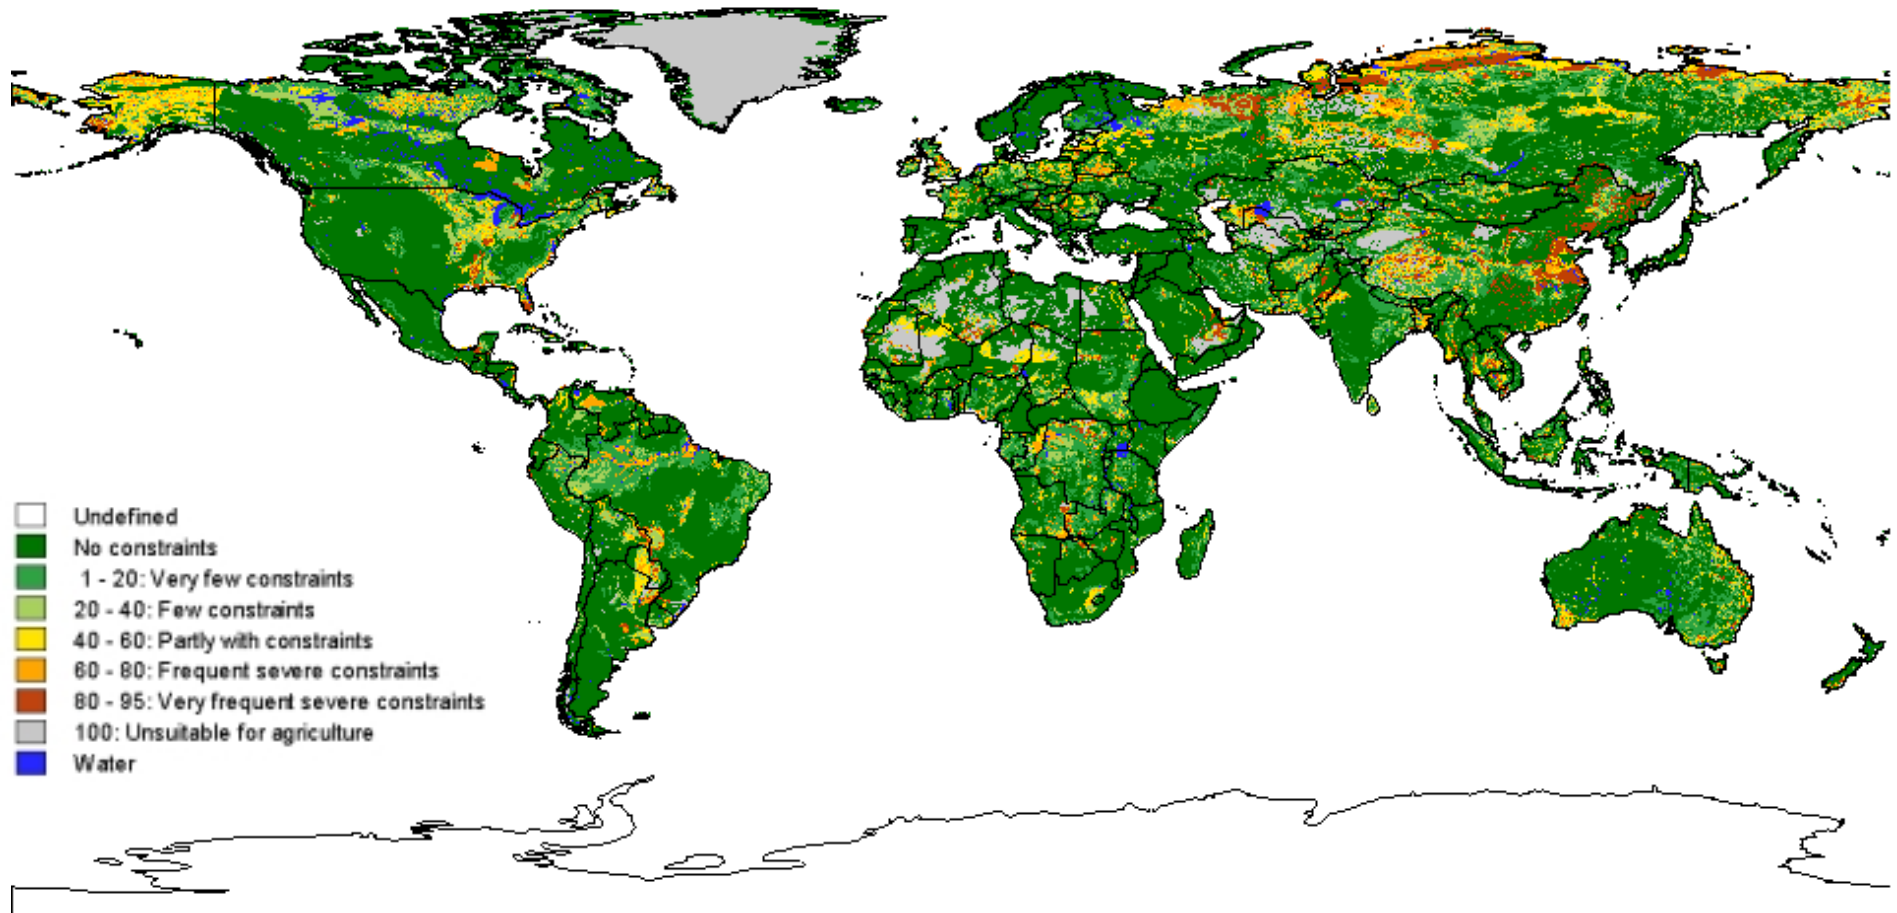 Undefined
No constraints
1 - 20: Very few constraints
20 - 40: Few constraints
40 - 60: Partly with constraints
60 - 80: Frequent severe constraints
80 - 95: Very frequent severe constraints
100: Unsuitable for agriculture
Water